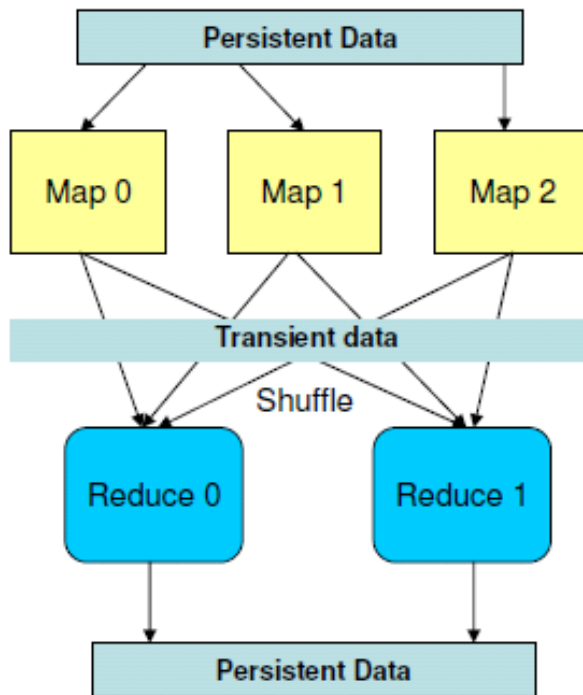 Persistent Data
Map 0
Map 1
Map 2
Transient data
Shuffle
Reduce 0
Reduce 1
Persistent Data